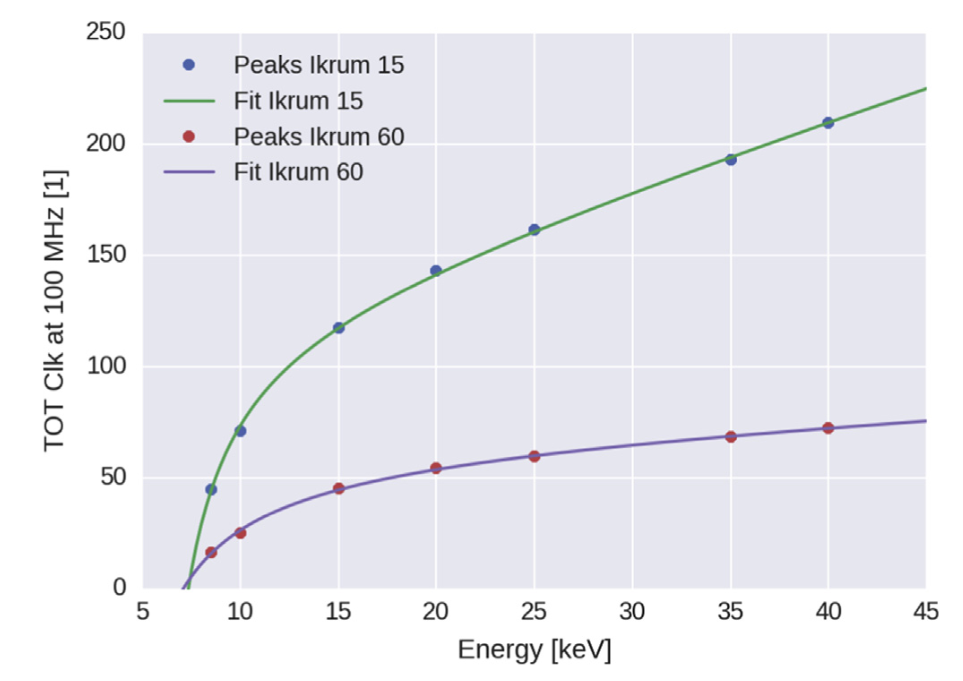 250
200
150
100
50
0
TOT Clk at 100 MHz [1]
Peaks Ikrum 15
Fit Ikrum 15
Peaks Ikrum 60
Fit Ikrum 60
5 10 15 20 25 30 35 40 45
Energy [keV]